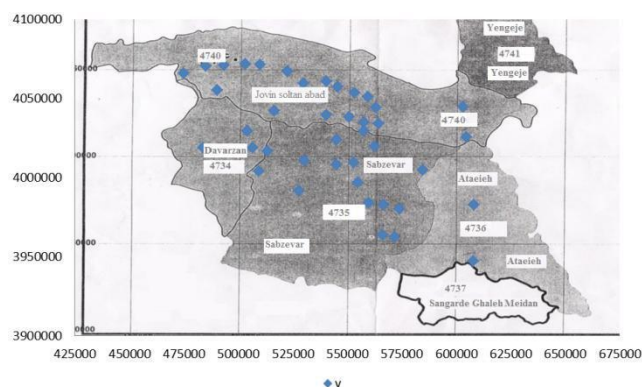 4100000
Yengeje
4740
4741
Yengeje
4050000
Jovin soltan abad
4740
Davarzan
Sabzevar
4000000
4734
Ataeieh
4735
4736
Sabzevar
3950000
Ataeieh
4737
Sangarde Ghaleh Meidan
3900000
425000 450000 475000 500000 525000 550000 575000 600000 625000 650000 675000
y